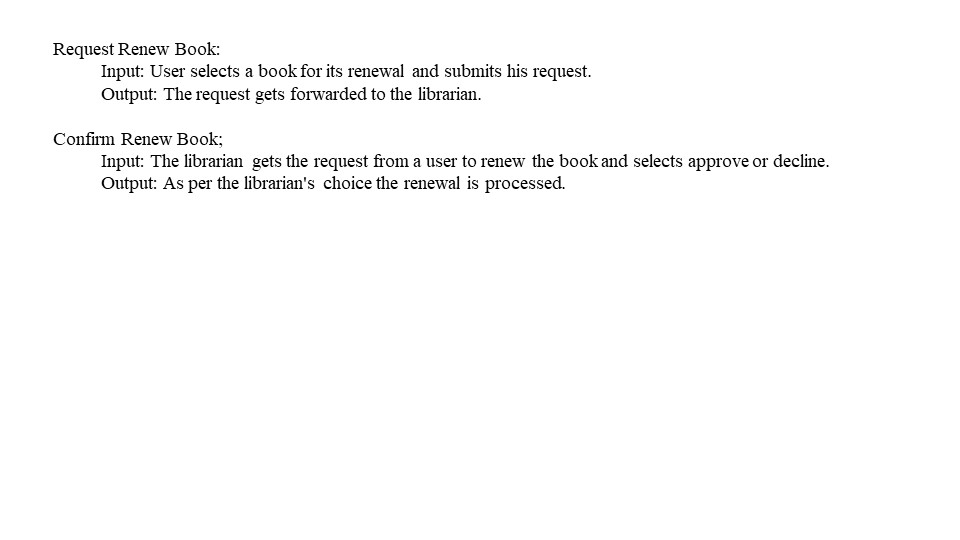 Request Renew Book:
Input: User selects a book for its renewal and submits his request.
Output: The request gets forwarded to the librarian.
Confirm Renew Book;
Input: The librarian gets the request from a user to renew the book and selects approve or decline.
Output: As per the librarian's choice the renewal is processed.